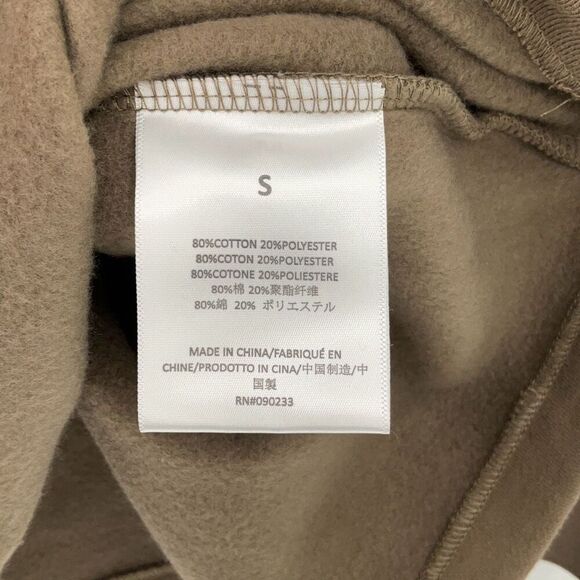 S
80%COTTON 20%POLYESTER
80%COTON 20%POLYESTER
80%COTONE 20%POLIESTERE
80%棉 20%聚酯纤维
80%綿 20% ポリエステル
MADE IN CHINA/FABRIQUÉ EN
CHINE/PRODOTTO IN CINA/中国制造/中
国製
RN#090233